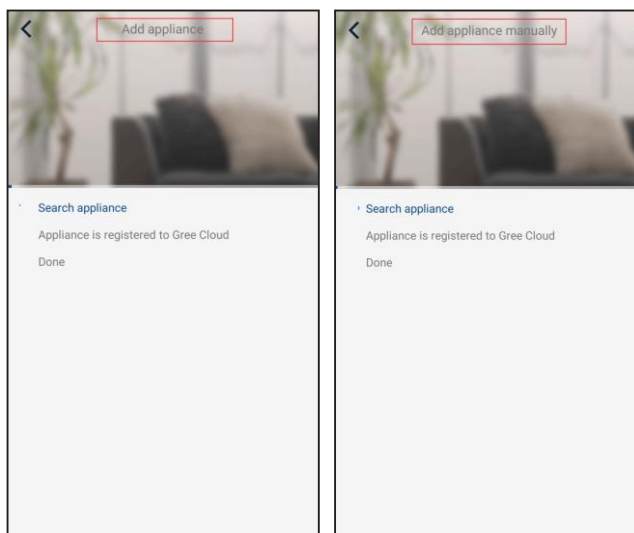 Add appliance
Search appliance
Appliance is registered to Gree Cloud
Done
Add appliance manually
Search appliance
Appliance is registered to Gree Cloud
Done